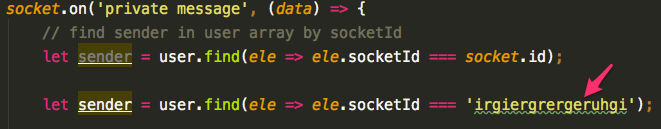 socket.on('private message', (data) => {
// find sender in user array by socketId
let sender = user.find(ele => ele.socketId === socket.id);
let sender = user.find(ele => ele.socketId === 'irgiergrergeruhgi');